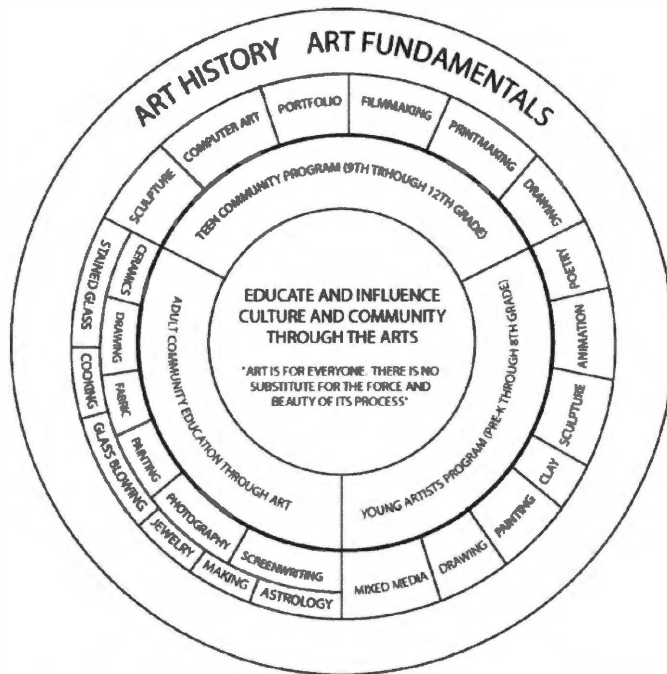 ART HISTORY ART FUNDAMENTALS
SCULPTURE
COMPUTER ART
PORTFOLIO
FILMMAKING
PRINTMAKING
DRAWING
TEEN COMMUNITY PROGRAM (9TH TRHOUGH 12TH GRADE)
POETRY
ANIMATION
SCULPTURE
CLAY
PAINTING
DRAWING
MIXED MEDIA
YOUNG ARTISTS PROGRAM (PRE-K THROUGH 8TH GRADE)
STAINED GLASS
COOKING
GLASS BLOWING
JEWELRY
MAKING
ASTROLOGY
CERAMICS
DRAWING
FABRIC
PAINTING
PHOTOGRAPHY
SCREENWRITING
ADULT COMMUNITY EDUCATION THROUGH ART
EDUCATE AND INFLUENCE
CULTURE AND COMMUNITY
THROUGH THE ARTS
"ART IS FOR EVERYONE. THERE IS NO
SUBSTITUTE FOR THE FORCE AND
BEAUTY OF ITS PROCESS"